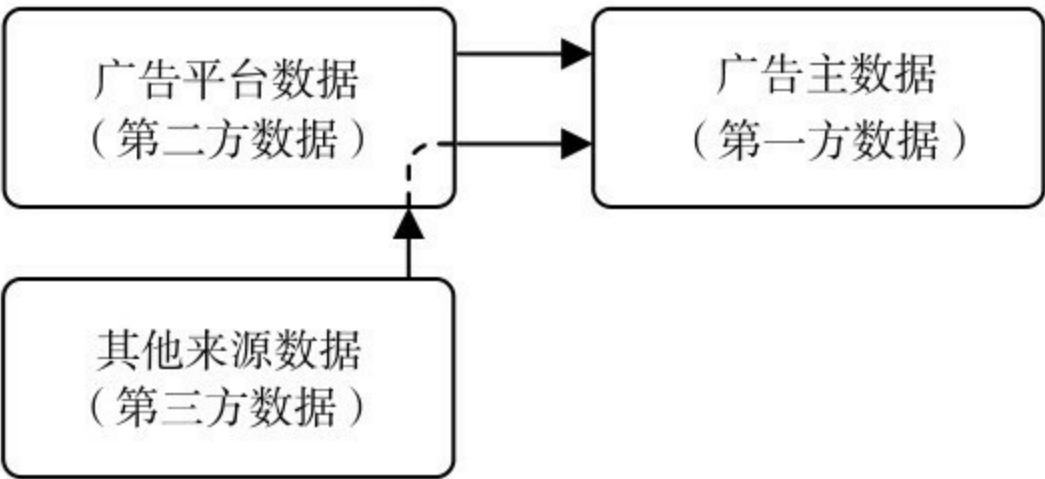 广告平台数据
（第二方数据）
广告主数据
（第一方数据）
其他来源数据
（第三方数据）